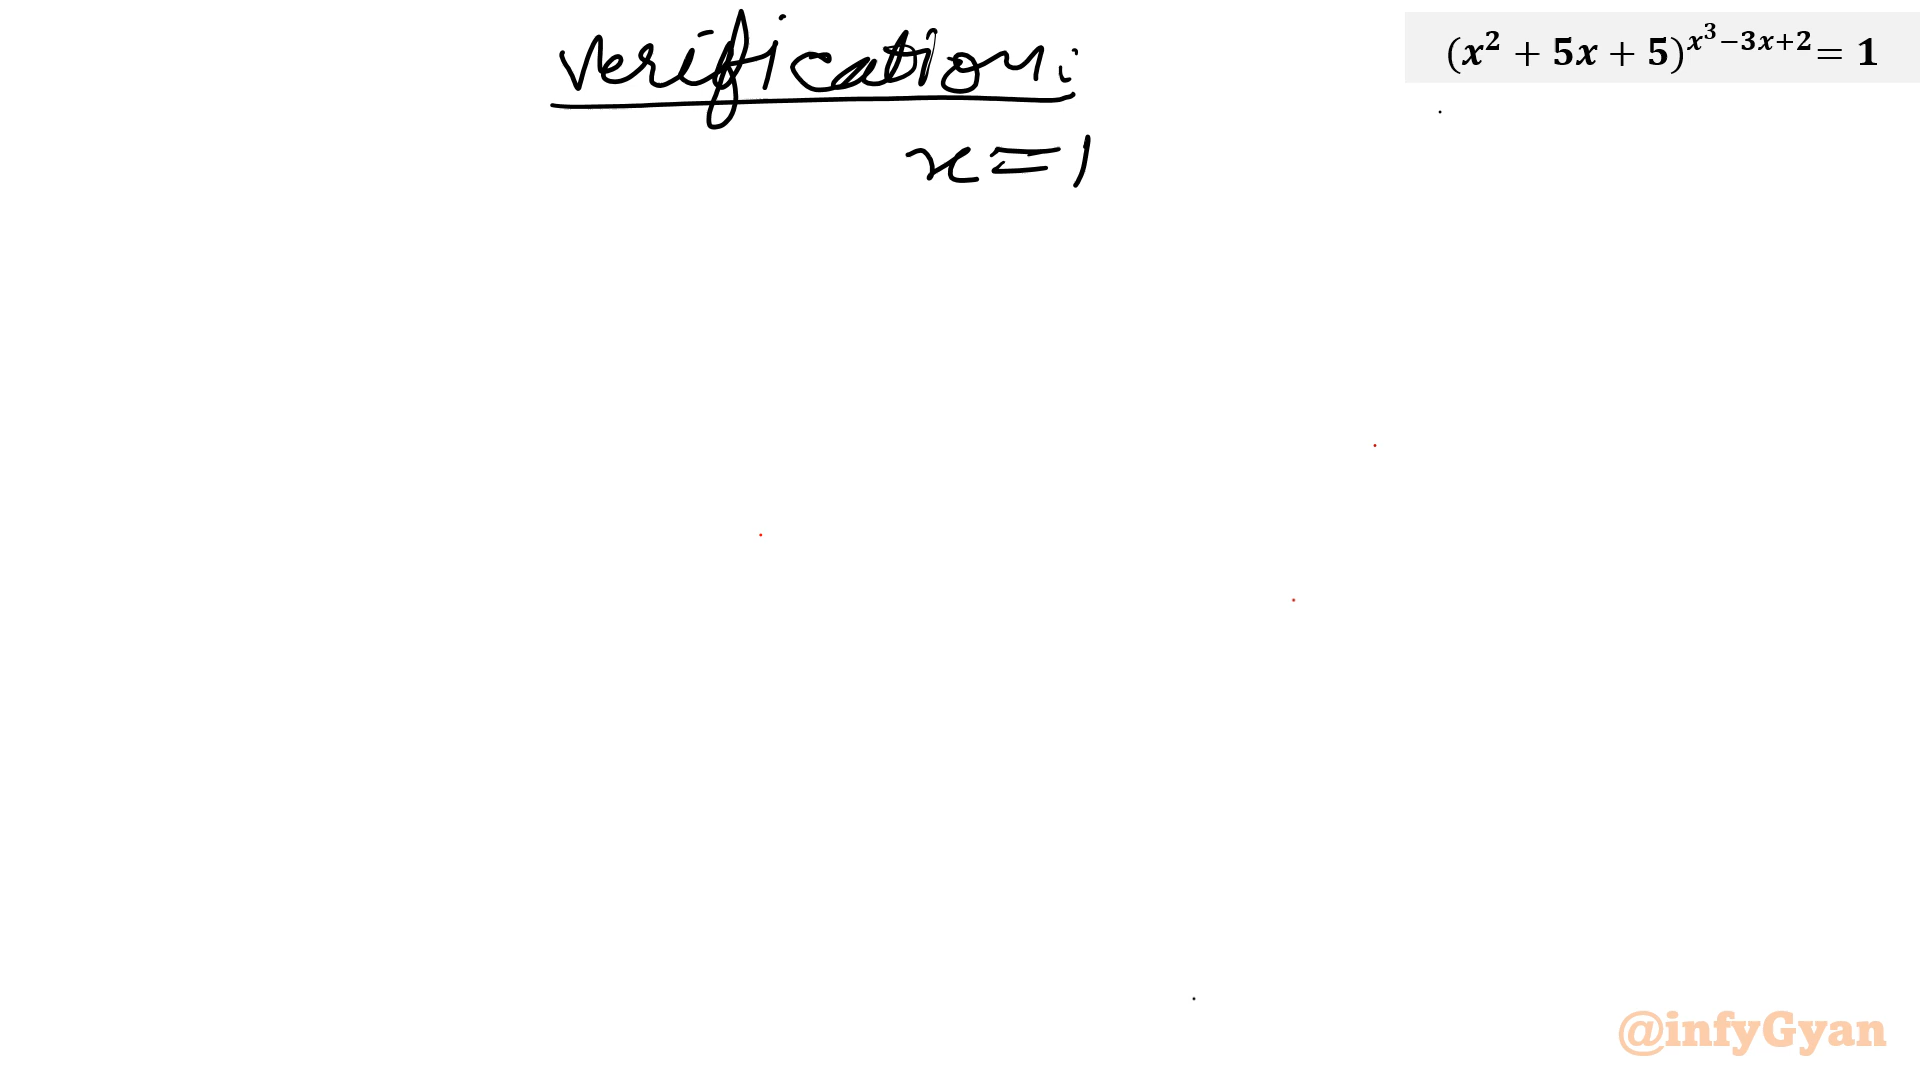 verification:
(x² + 5x + 5)^{x³−3x+2} = 1
x = 1
@infyGyan